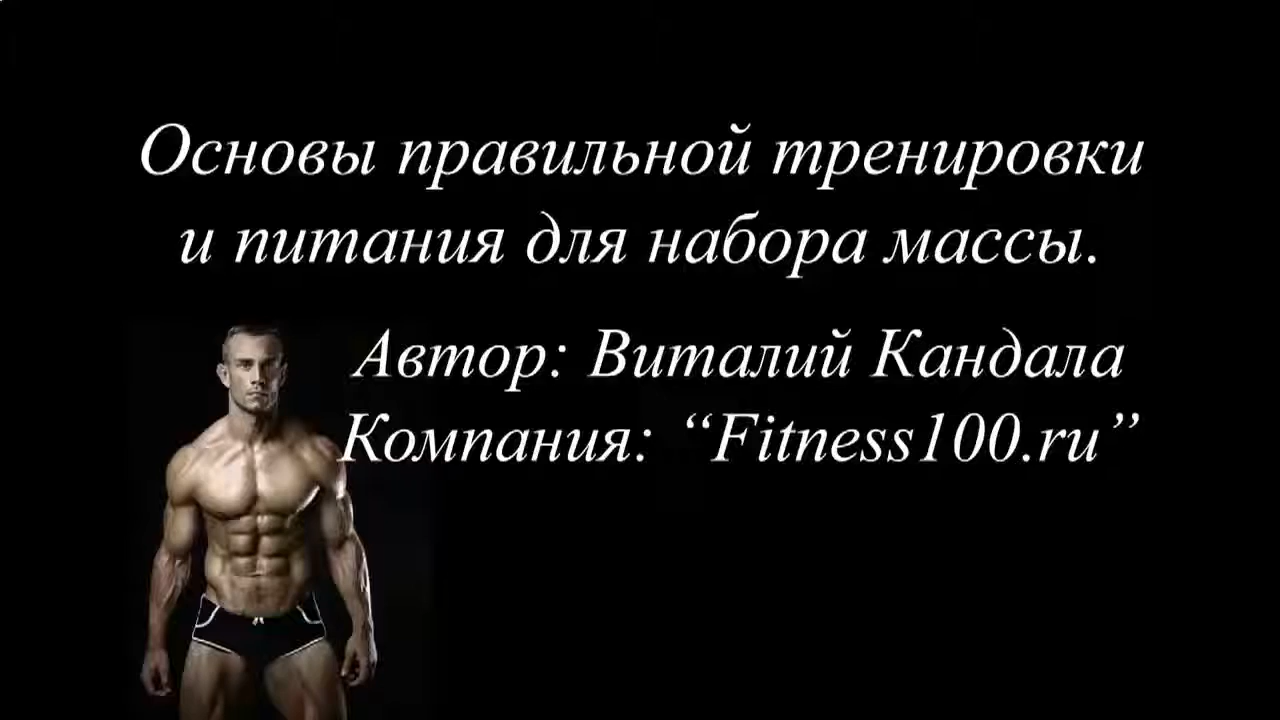 Основы правильной тренировки
и питания для набора массы.
Автор: Виталий Кандала
Компания: “Fitness100.ru”